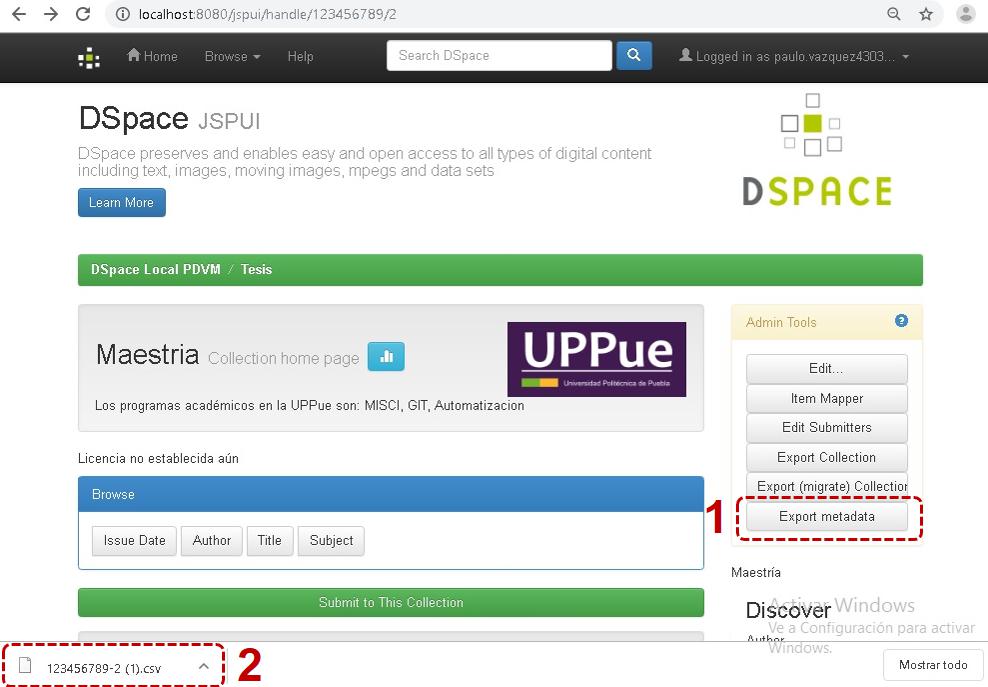 localhost:8080/jspui/handle/123456789/2
Home Browse Help Search DSpace Logged in as paulo.vazquez4303...
DSpace JSPUI
DSpace preserves and enables easy and open access to all types of digital content
including text, images, moving images, mpegs and data sets
Learn More
DSPACE
DSpace Local PDVM / Tesis
Maestria Collection home page
UPPue
Universidad Politécnica de Puebla
Los programas académicos en la UPPue son: MISCI, GIT, Automatización
Licencia no establecida aún
Browse
Issue Date Author Title Subject
Submit to This Collection
Admin Tools
Edit...
Item Mapper
Edit Submitters
Export Collection
Export (migrate) Collection
1 Export metadata
Maestría
Discover
Author
Activar Windows
Ve a Configuración para activar
Windows.
123456789-2 (1).csv 2
Mostrar todo